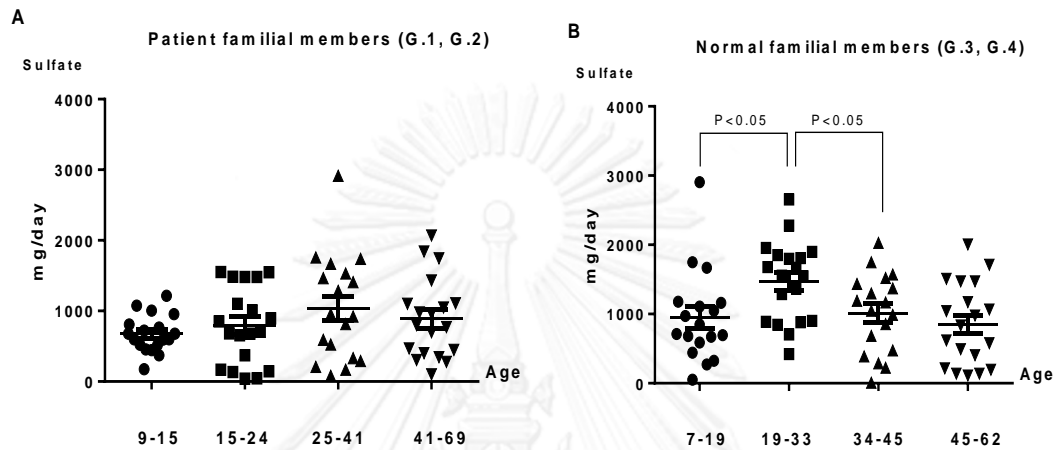 A
Patient familial members (G.1, G.2)
Sulfate
4000
3000
2000
1000
0
mg/day
Age
9-15 15-24 25-41 41-69
B
Normal familial members (G.3, G.4)
Sulfate
4000
3000
2000
1000
0
mg/day
P<0.05 P<0.05
Age
7-19 19-33 34-45 45-62